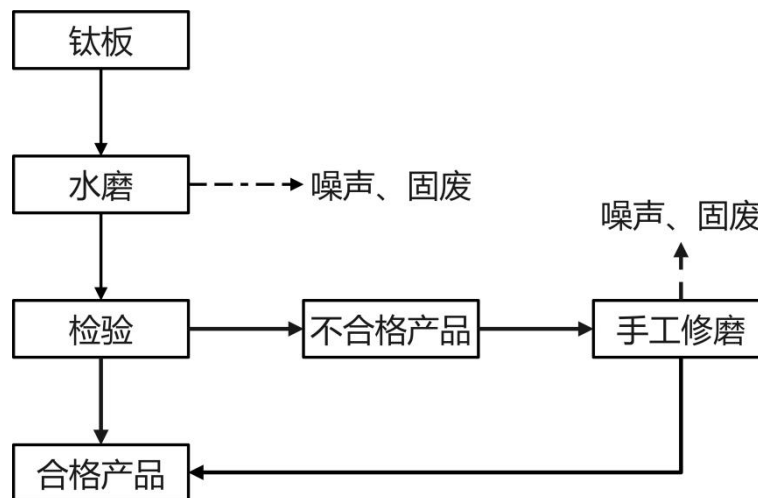 钛板
水磨
噪声、固废
噪声、固废
检验
不合格产品
手工修磨
合格产品